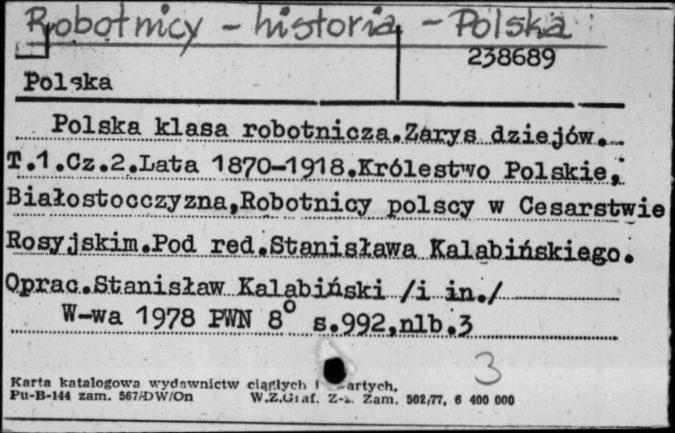 Robotnicy - historia - Polska
238689
Polska
Polska klasa robotnicza.Zarys dziejów.
T.1.Cz.2.Lata 1870-1918.Królestwo Polskie,
Białostocczyzna,Robotnicy polscy w Cesarstwie
Rosyjskim.Pod red.Stanisława Kalabińskiego.
Oprac.Stanisław Kalabiński /i in./
W-wa 1978 PWN 8° s.992,nlb.3
3
Karta katalogowa wydawnictw ciągłych i
Pu-B-144 zam. 567/DW/On W.Z.Graf. Zam. 502/77, 6 400 000